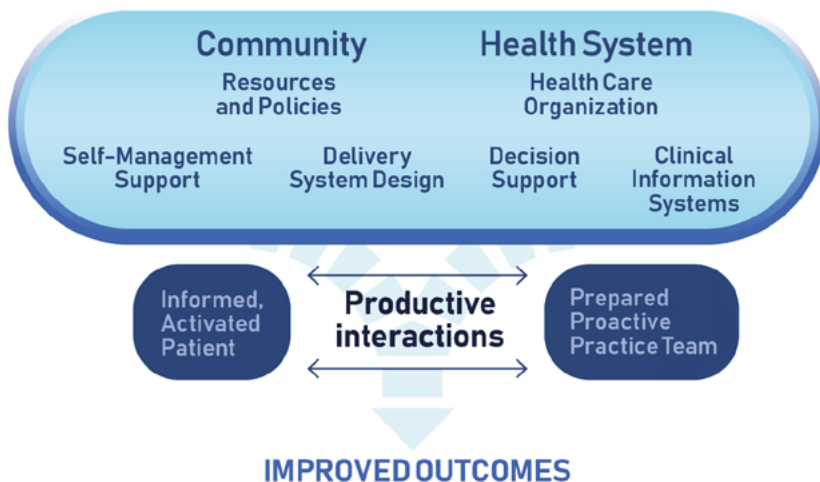 Community
Health System
Resources
and Policies
Health Care
Organization
Self-Management
Support
Delivery
System Design
Decision
Support
Clinical
Information
Systems
Informed,
Activated
Patient
Productive
interactions
Prepared
Proactive
Practice Team
IMPROVED OUTCOMES